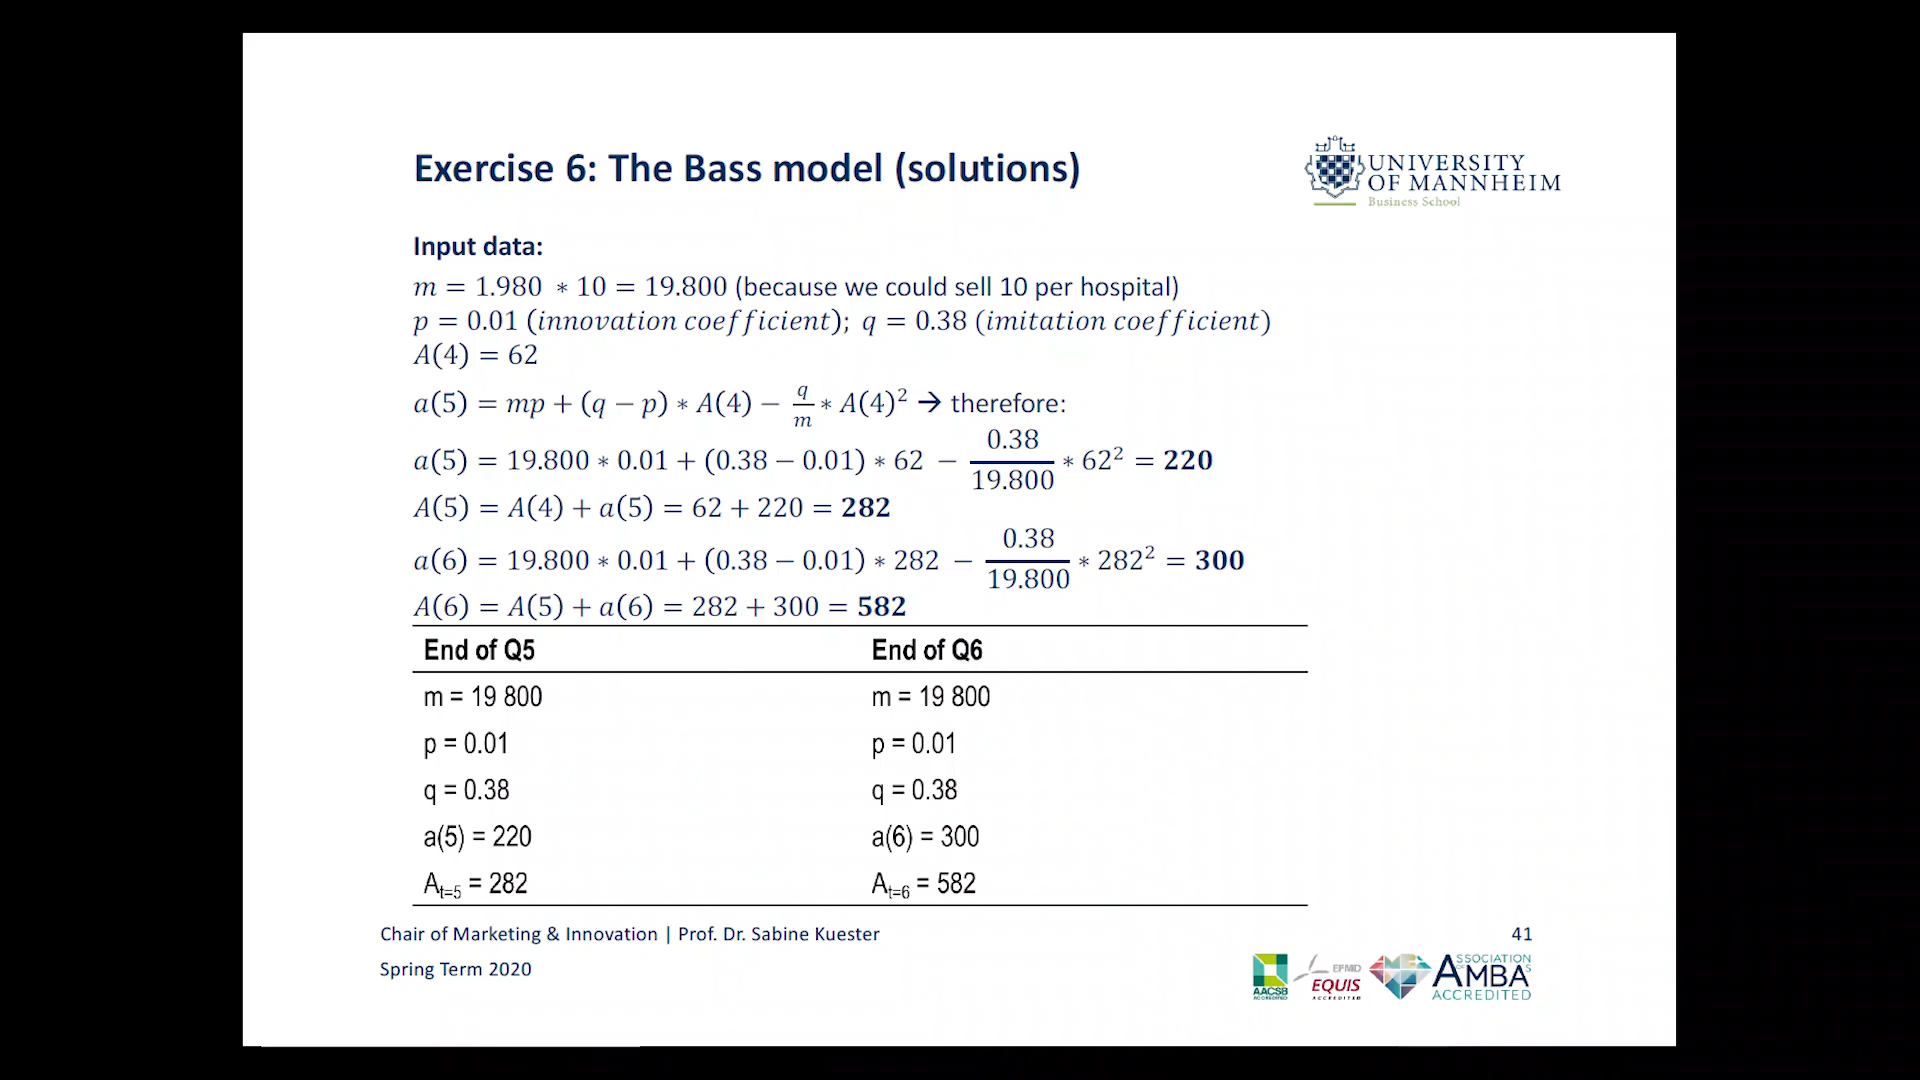 Exercise 6: The Bass model (solutions)
UNIVERSITY
OF MANNHEIM
Business School
Input data:
m = 1.980 * 10 = 19.800 (because we could sell 10 per hospital)
p = 0.01 (innovation coefficient); q = 0.38 (imitation coefficient)
A(4) = 62
a(5) = mp + (q − p) * A(4) − q/m * A(4)² → therefore:
a(5) = 19.800 * 0.01 + (0.38 − 0.01) * 62 − 0.38/19.800 * 62² = 220
A(5) = A(4) + a(5) = 62 + 220 = 282
a(6) = 19.800 * 0.01 + (0.38 − 0.01) * 282 − 0.38/19.800 * 282² = 300
A(6) = A(5) + a(6) = 282 + 300 = 582
End of Q5 End of Q6
m = 19 800 m = 19 800
p = 0.01 p = 0.01
q = 0.38 q = 0.38
a(5) = 220 a(6) = 300
At=5 = 282 At=6 = 582
Chair of Marketing & Innovation | Prof. Dr. Sabine Kuester 41
Spring Term 2020
AACSB
ACCREDITED
EFMD
EQUIS
ACCREDITED
ASSOCIATION
AMBA
ACCREDITED